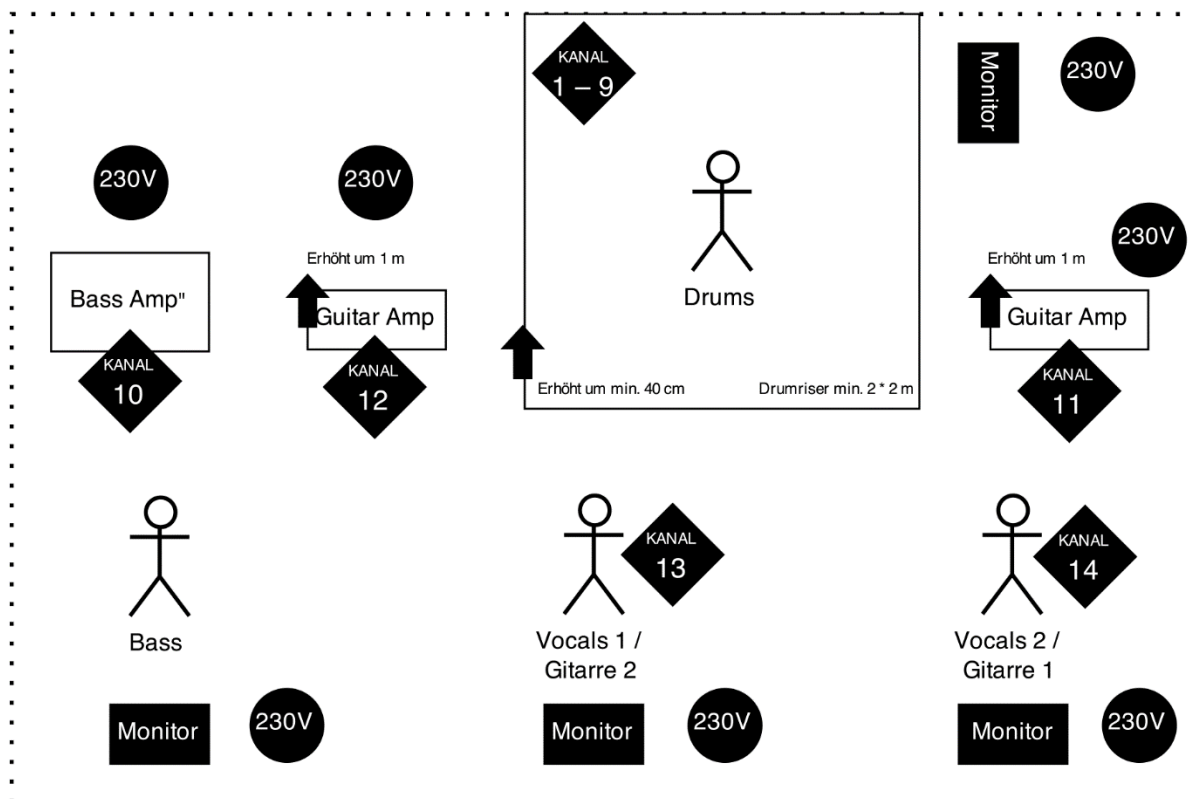 KANAL
1 – 9
Monitor
230V
230V
230V
230V
Erhöht um 1 m
Bass Amp"
Guitar Amp
KANAL
10
KANAL
12
Drums
Erhöht um min. 40 cm
Drumriser min. 2 * 2 m
Erhöht um 1 m
Guitar Amp
KANAL
11
Bass
KANAL
13
Vocals 1 /
Gitarre 2
KANAL
14
Vocals 2 /
Gitarre 1
Monitor
230V
Monitor
230V
Monitor
230V